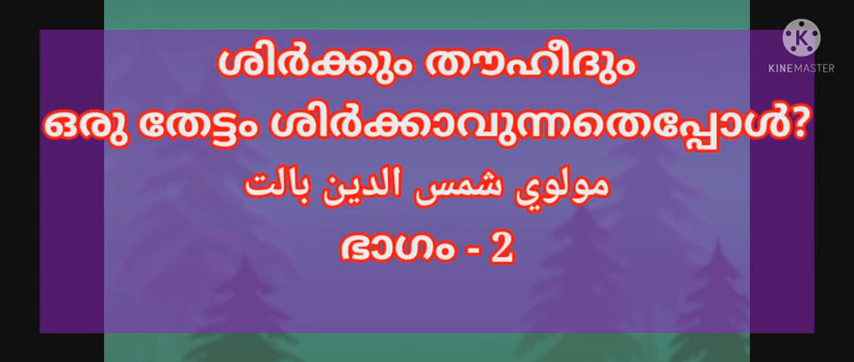 ശിർക്കും തൗഹീദും
ഒരു തേട്ടം ശിർക്കാവുന്നതെപ്പോൾ?
مولوي شمس الدين بالت
ഭാഗം - 2
K
KINEMASTER